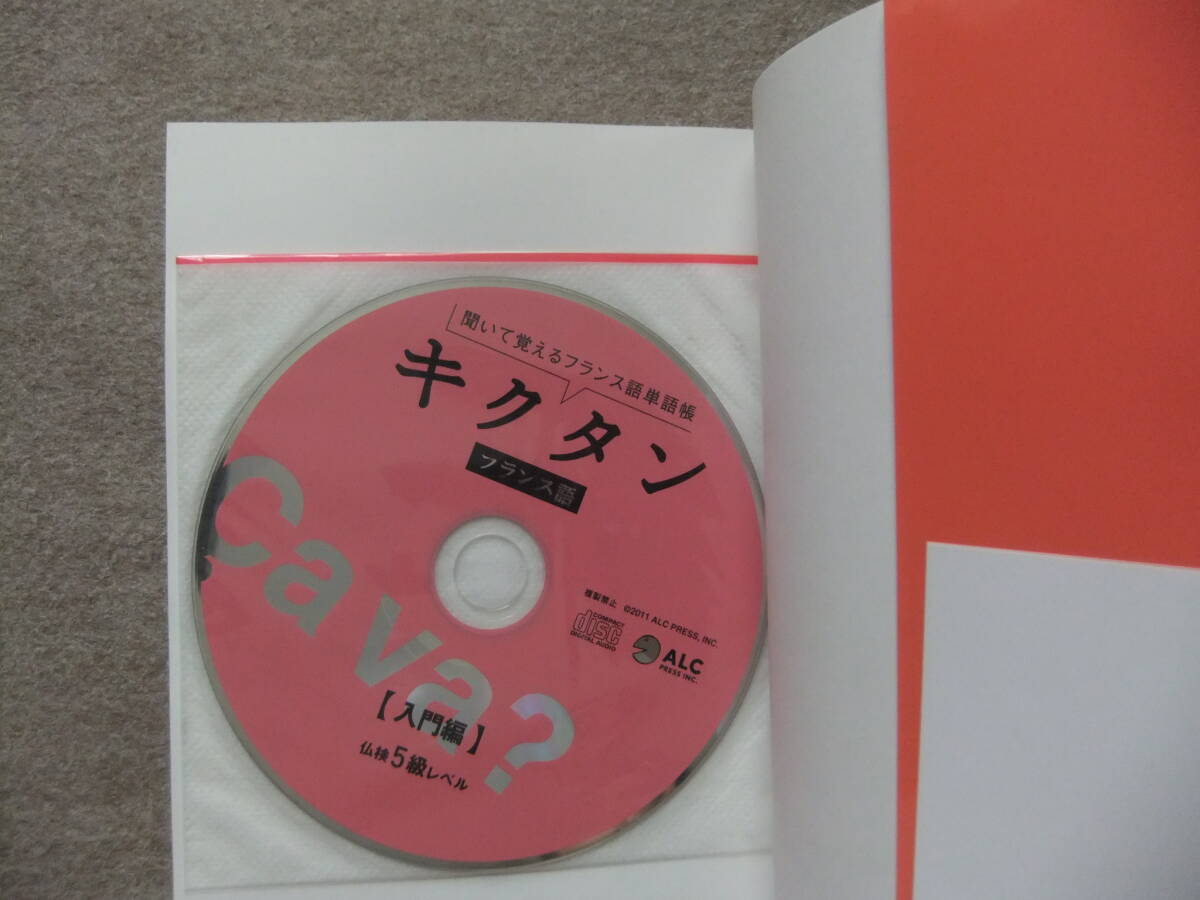 聞いて覚えるフランス語単語帳
キクタン
フランス語
Ça va?
複製禁止 ©2011 ALC PRESS, INC.
COMPACT
disc
DIGITAL AUDIO
ALC
PRESS INC.
【入門編】
仏検5級レベル